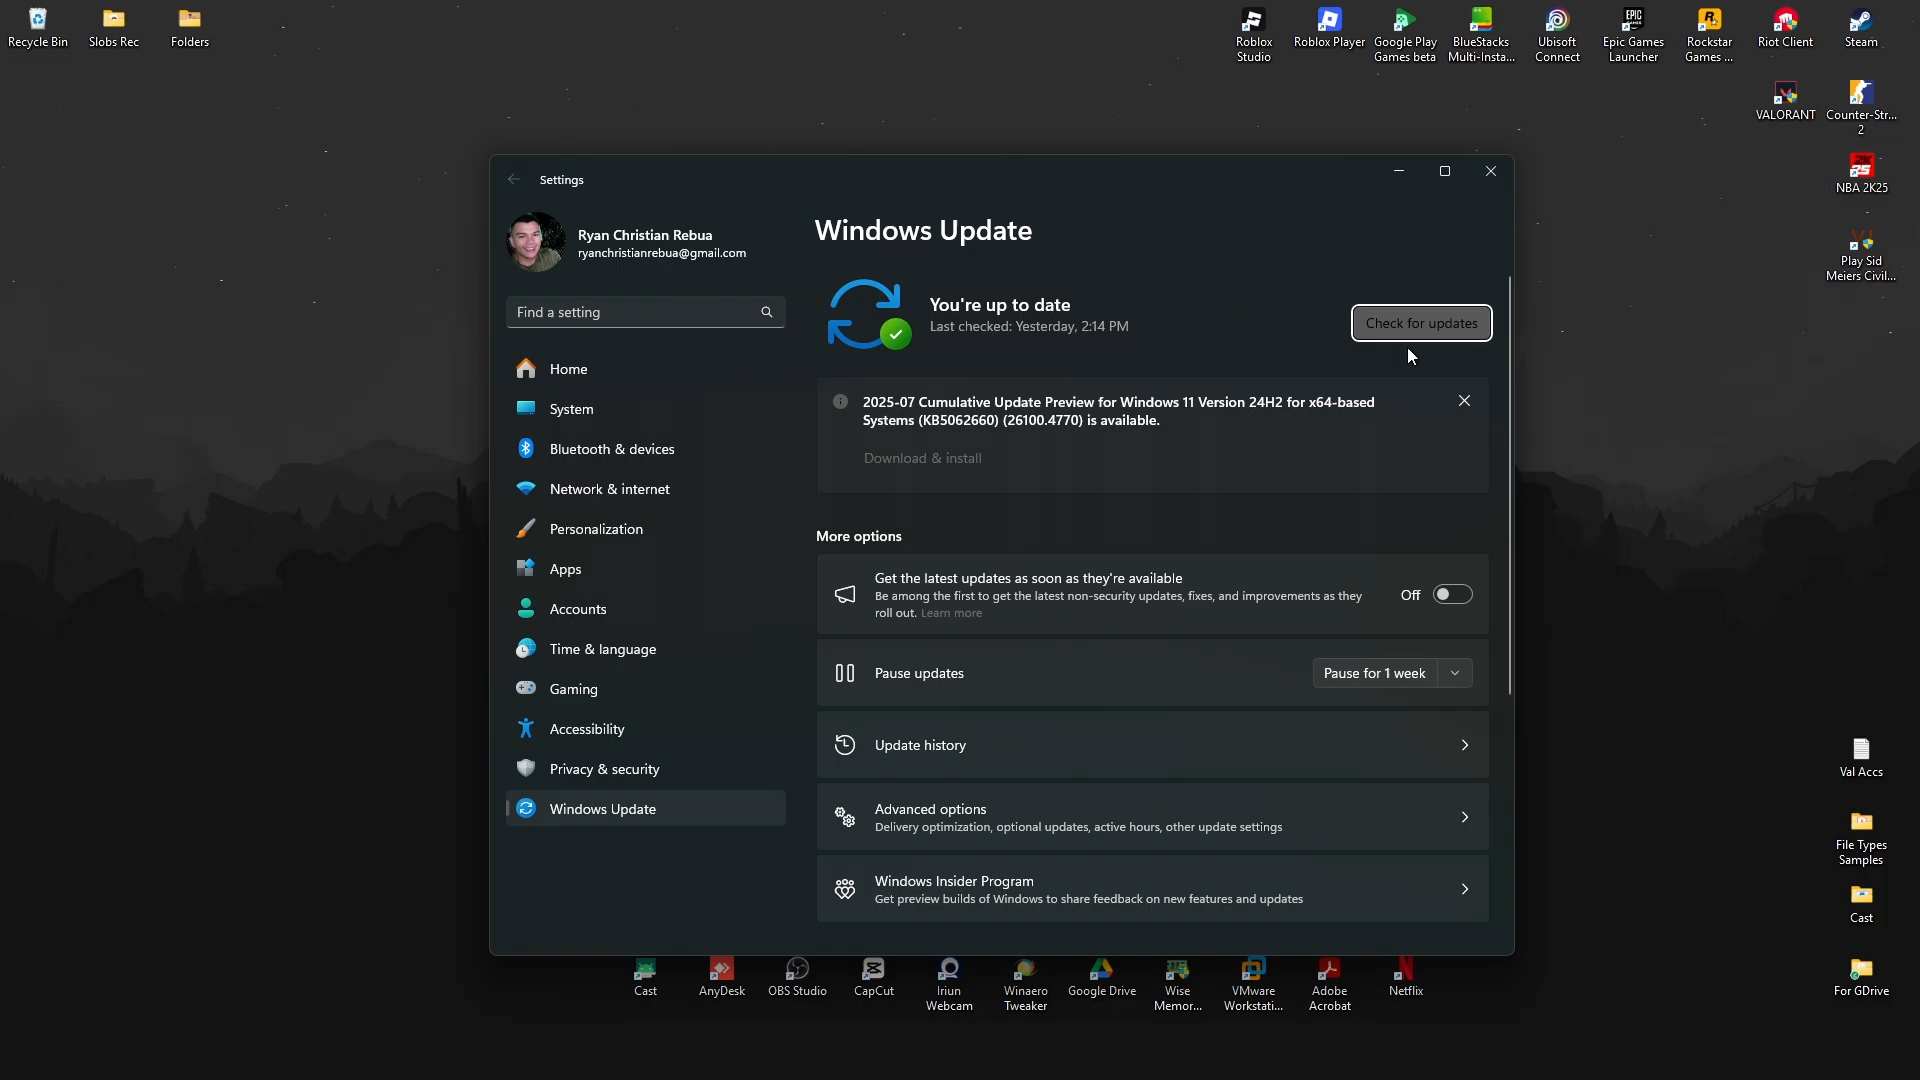 Recycle Bin
Slobs Rec
Folders
Roblox
Studio
Roblox Player
Google Play
Games beta
BlueStacks
Multi-Insta...
Ubisoft
Connect
EPIC
GAMES
Epic Games
Launcher
Rockstar
Games ...
Riot Client
Steam
VALORANT
Counter-Str...
2
2K
25
NBA 2K25
Play Sid
Meiers Civil...
Settings
Ryan Christian Rebua
ryanchristianrebua@gmail.com
Find a setting
Home
System
Bluetooth & devices
Network & internet
Personalization
Apps
Accounts
Time & language
Gaming
Accessibility
Privacy & security
Windows Update
Windows Update
You're up to date
Last checked: Yesterday, 2:14 PM
Check for updates
2025-07 Cumulative Update Preview for Windows 11 Version 24H2 for x64-based
Systems (KB5062660) (26100.4770) is available.
Download & install
More options
Get the latest updates as soon as they're available
Be among the first to get the latest non-security updates, fixes, and improvements as they
roll out. Learn more
Off
Pause updates
Pause for 1 week
Update history
Advanced options
Delivery optimization, optional updates, active hours, other update settings
Windows Insider Program
Get preview builds of Windows to share feedback on new features and updates
Val Accs
File Types
Samples
Cast
For GDrive
Cast
AnyDesk
OBS Studio
CapCut
Iriun
Webcam
Winaero
Tweaker
Google Drive
Wise
Memor...
VMware
Workstati...
Adobe
Acrobat
Netflix